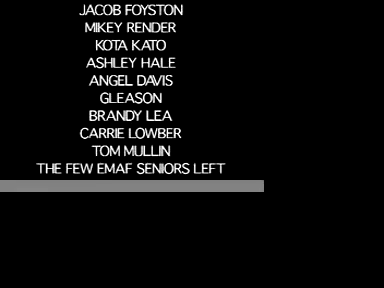 JACOB FOYSTON
MIKEY RENDER
KOTA KATO
ASHLEY HALE
ANGEL DAVIS
GLEASON
BRANDY LEA
CARRIE LOWBER
TOM MULLIN
THE FEW EMAF SENIORS LEFT